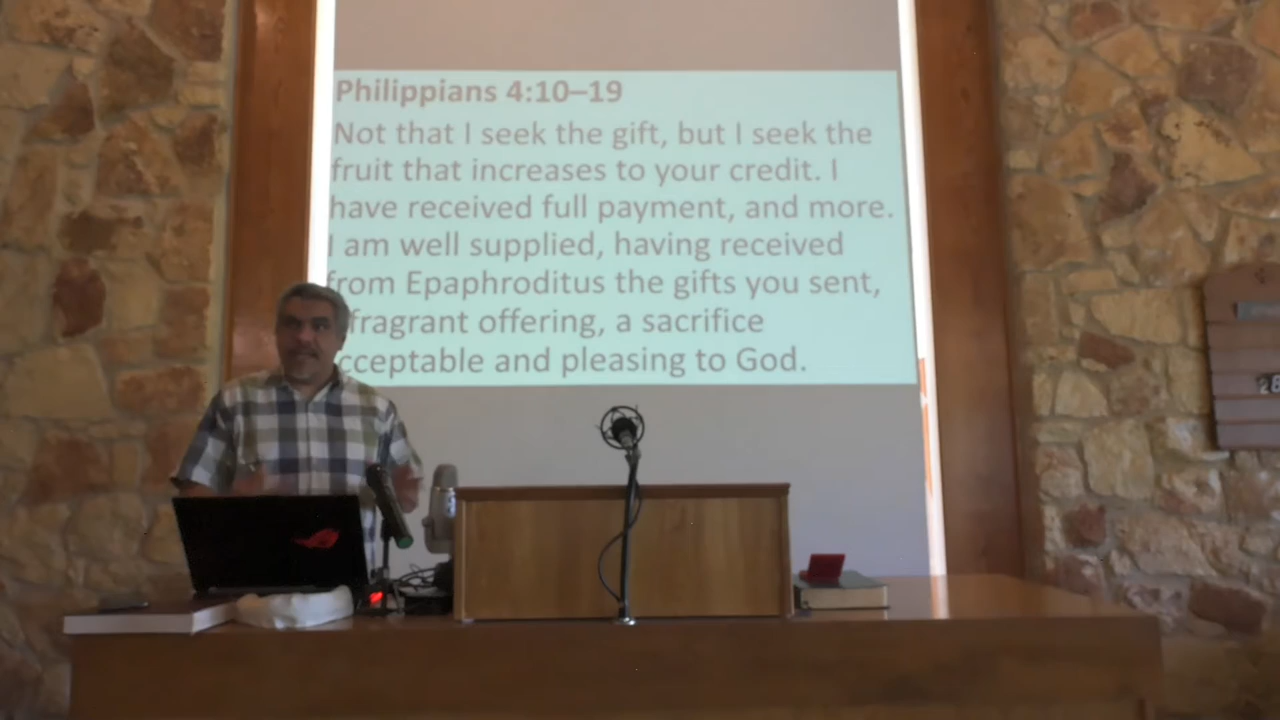 Philippians 4:10–19
Not that I seek the gift, but I seek the
fruit that increases to your credit. I
have received full payment, and more.
I am well supplied, having received
from Epaphroditus the gifts you sent,
fragrant offering, a sacrifice
cceptable and pleasing to God.